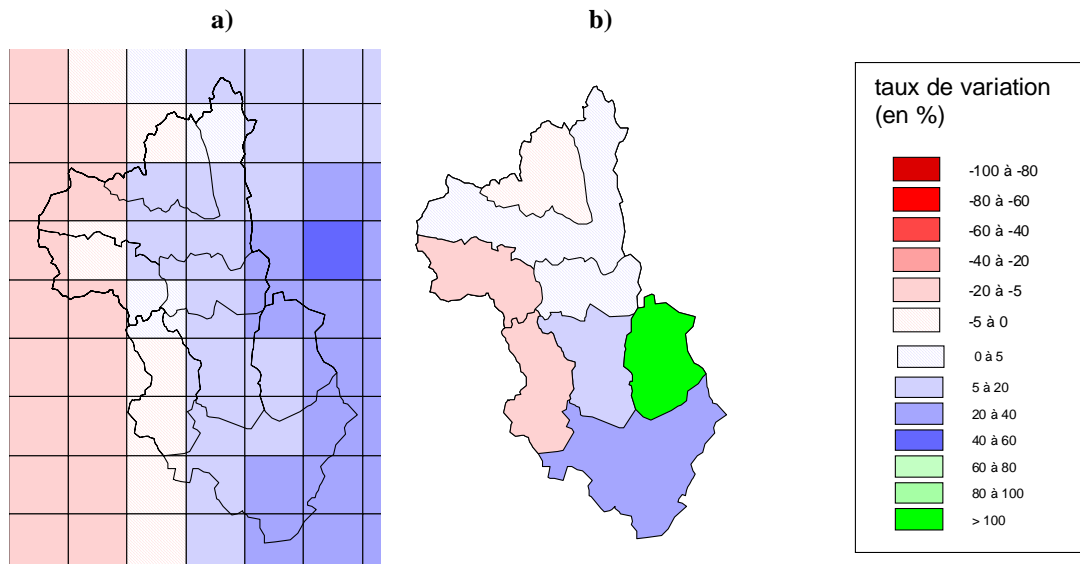 a)
b)
taux de variation
(en %)
-100 à -80
-80 à -60
-60 à -40
-40 à -20
-20 à -5
-5 à 0
0 à 5
5 à 20
20 à 40
40 à 60
60 à 80
80 à 100
> 100